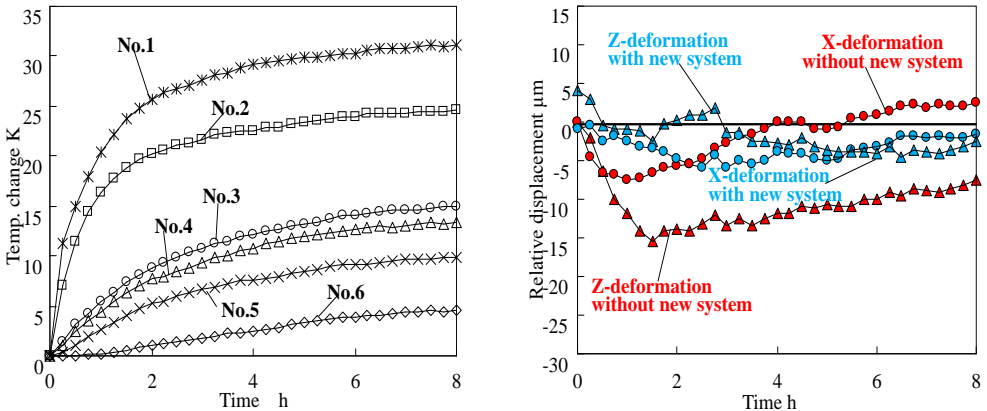 35
30
25
20
15
10
5
0
Temp. change K
No.1
No.2
No.3
No.4
No.5
No.6
0
2
4
6
8
Time h
15
10
5
0
-5
-10
-15
-20
-25
-30
Relative displacement μm
Z-deformation
with new system
X-deformation
without new system
X-deformation
with new system
Z-deformation
without new system
0
2
4
6
8
Time h